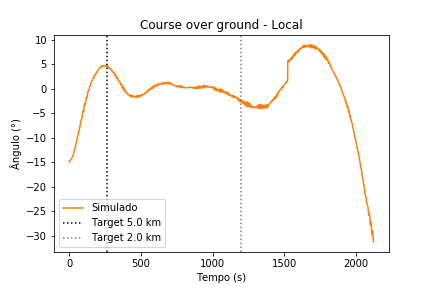 Course over ground - Local
Ângulo (°)
10
5
0
−5
−10
−15
−20
−25
−30
Simulado
Target 5.0 km
Target 2.0 km
0 500 1000 1500 2000
Tempo (s)